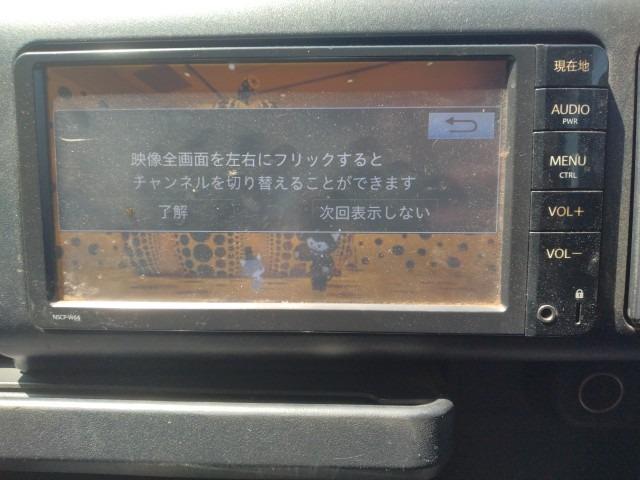 現在地
AUDIO
PWR
映像全画面を左右にフリックすると
MENU
CTRL
チャンネルを切り替えることができます
了解
次回表示しない
VOL+
VOL−
NSCP-W64